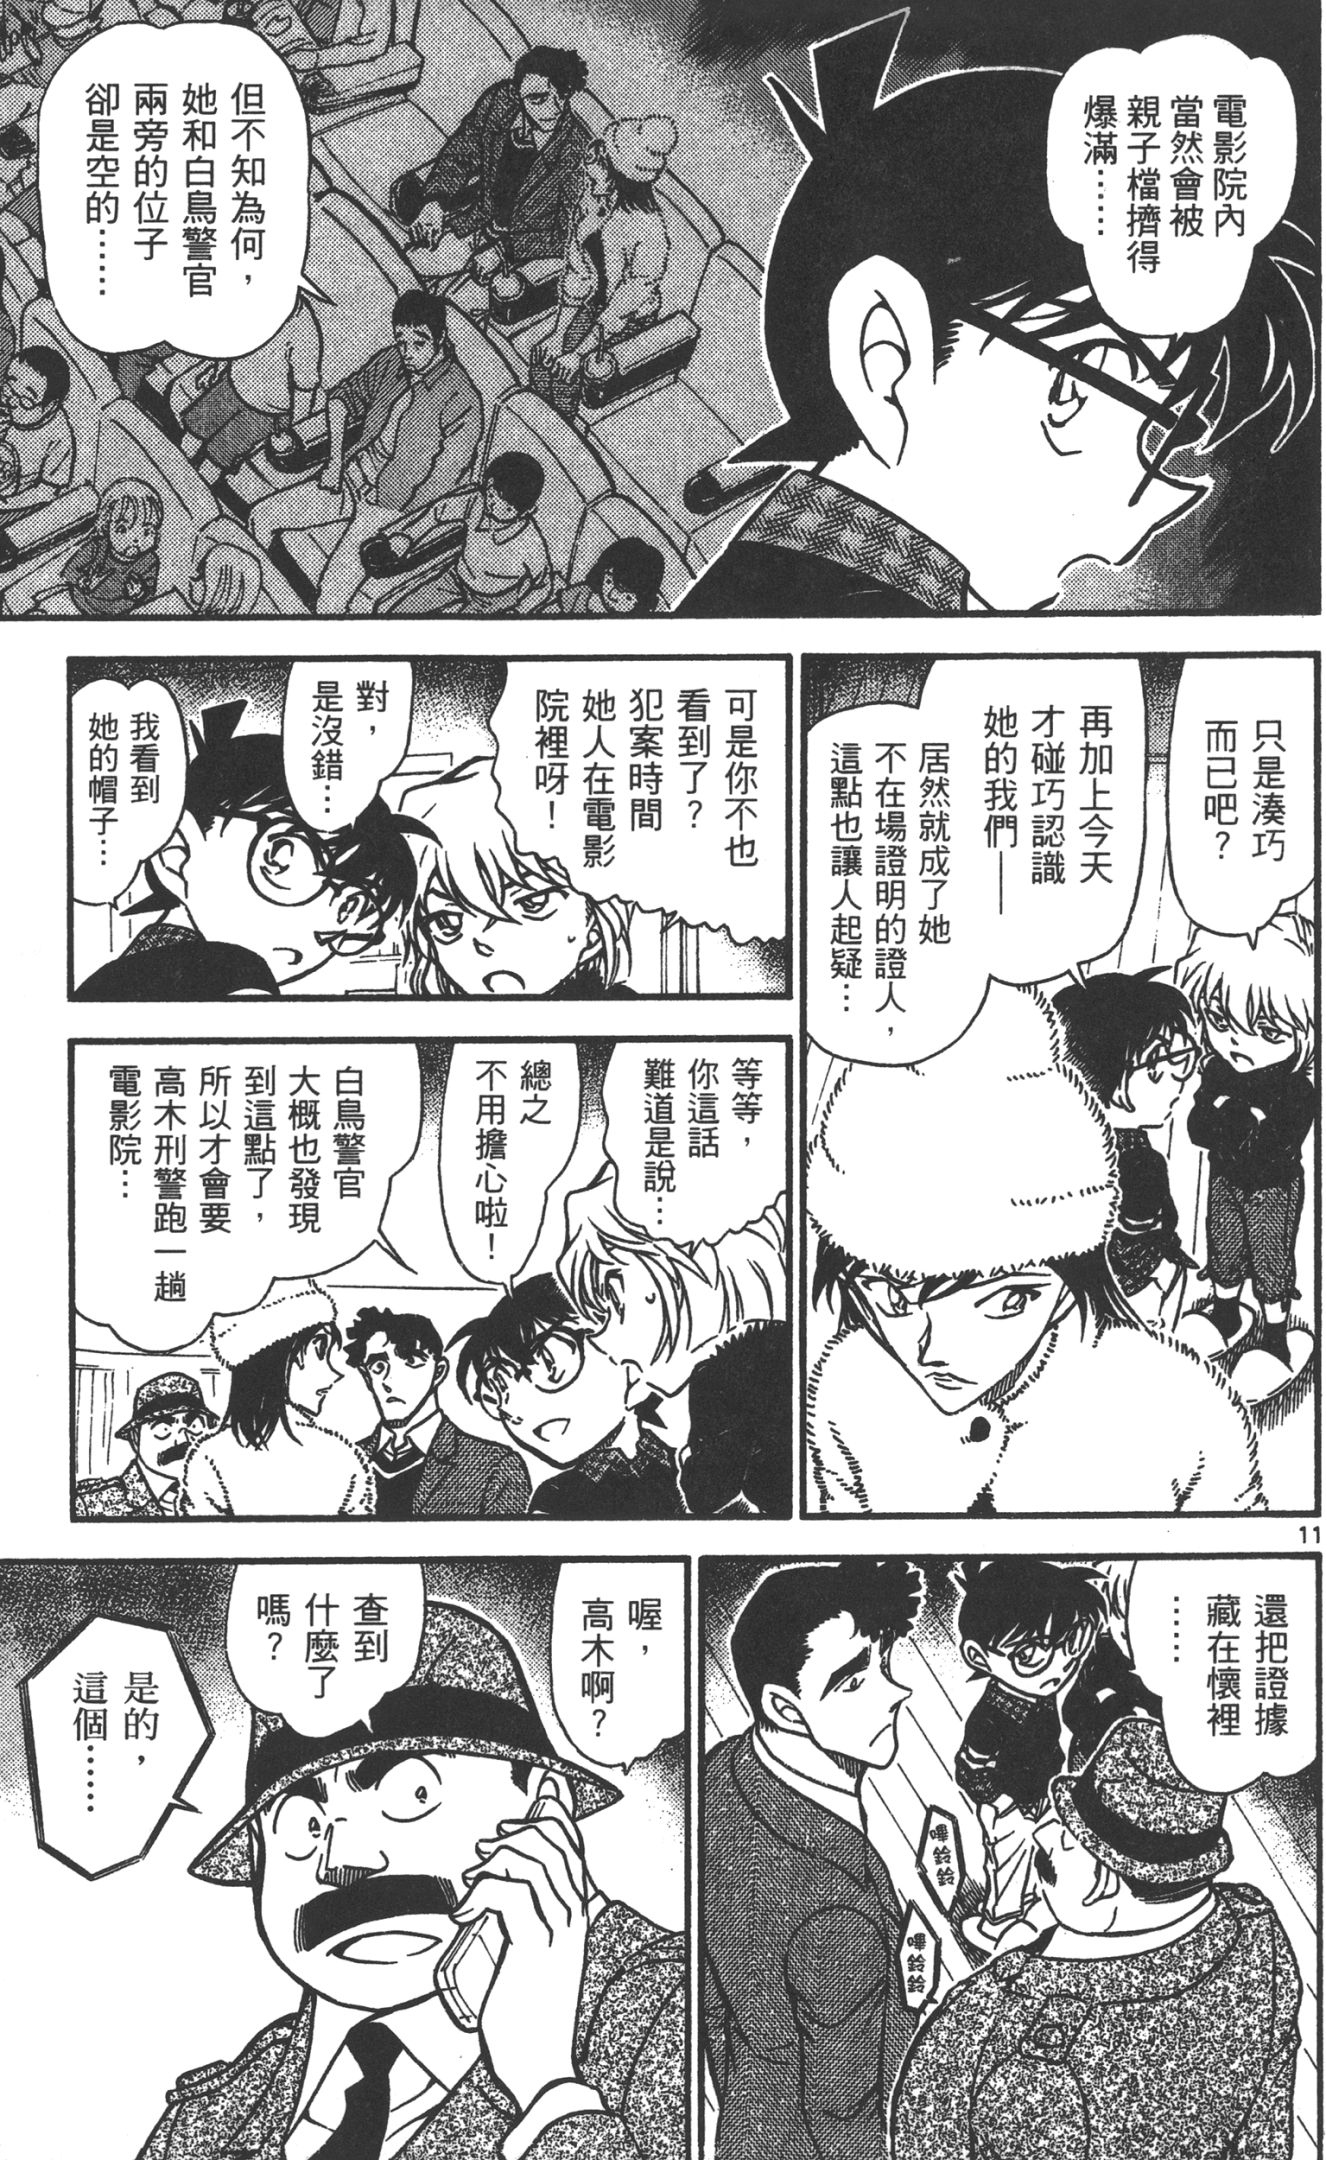 電影院內
當然會被
親子檔擠得
爆滿……
但不知為何，
她和白鳥警官
兩旁的位子
卻是空的……
只是湊巧
而已吧？
再加上今天
才碰巧認識
她的我們——
居然就成了她
不在場證明的證人，
這點也讓人起疑…
可是你不也
看到了？
犯案時間
她人在電影
院裡呀！
對，
是沒錯…
我看到
她的帽子…
等等，
你這話
難道是說…
總之
不用擔心啦！
白鳥警官
大概也發現
到這點了，
所以才會要
高木刑警跑一趟
電影院…
11
還把證據
藏在懷裡
……
嗶鈴鈴
嗶鈴鈴
喔，
高木啊？
查到
什麼了
嗎？
是的，
這個……